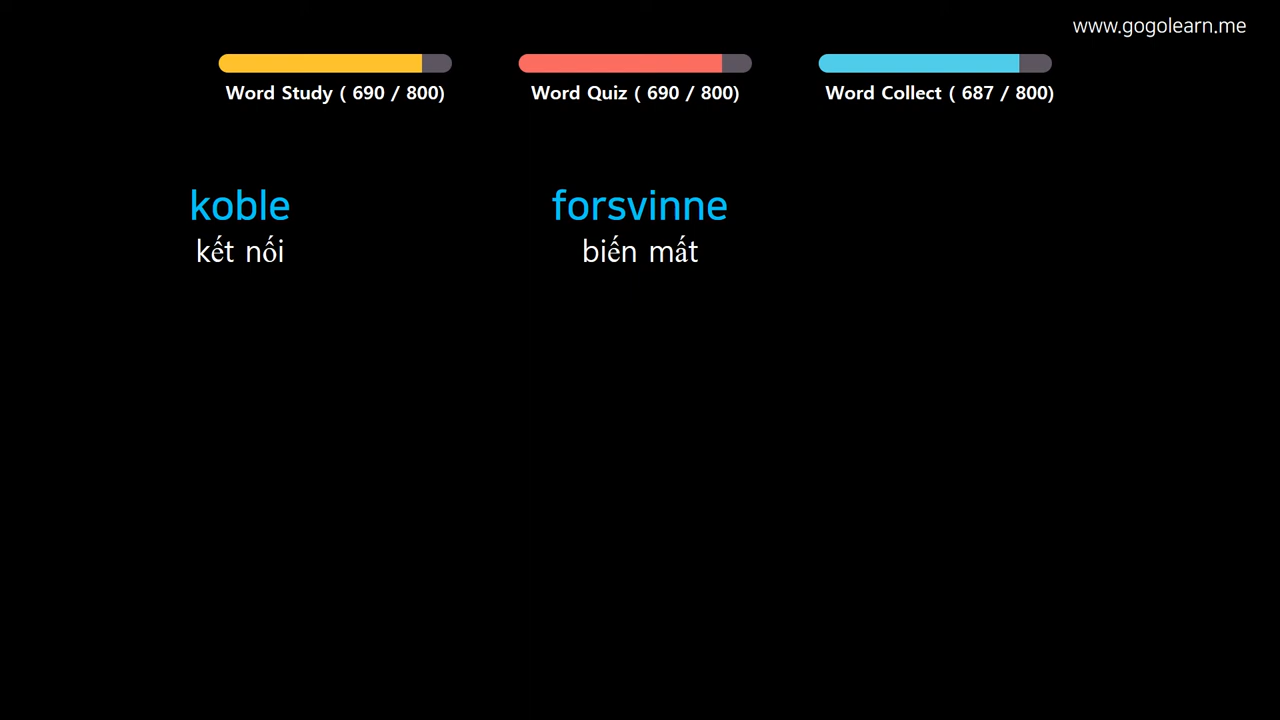 www.gogolearn.me
Word Study ( 690 / 800)
Word Quiz ( 690 / 800)
Word Collect ( 687 / 800)
koble
kết nối
forsvinne
biến mất